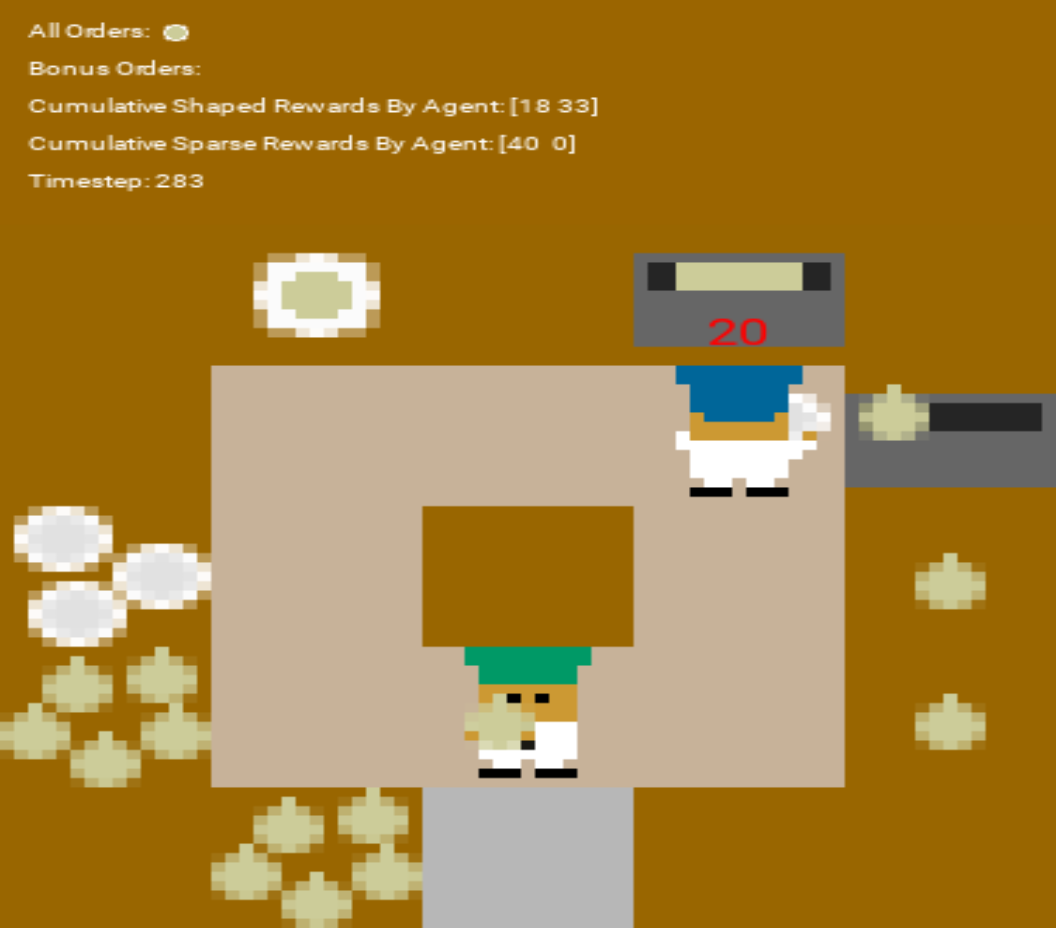 All Orders:
Bonus Orders:
Cumulative Shaped Rewards By Agent: [18 33]
Cumulative Sparse Rewards By Agent: [40  0]
Timestep: 283
20